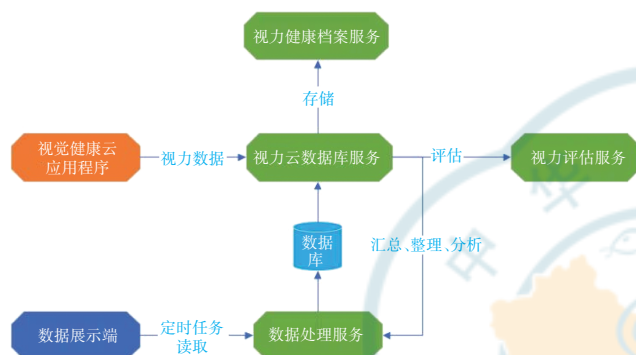 视力健康档案服务
存储
视觉健康云
应用程序
视力数据
视力云数据库服务
评估
视力评估服务
数据
库
汇总、整理、分析
数据展示端
定时任务
读取
数据处理服务
中
华